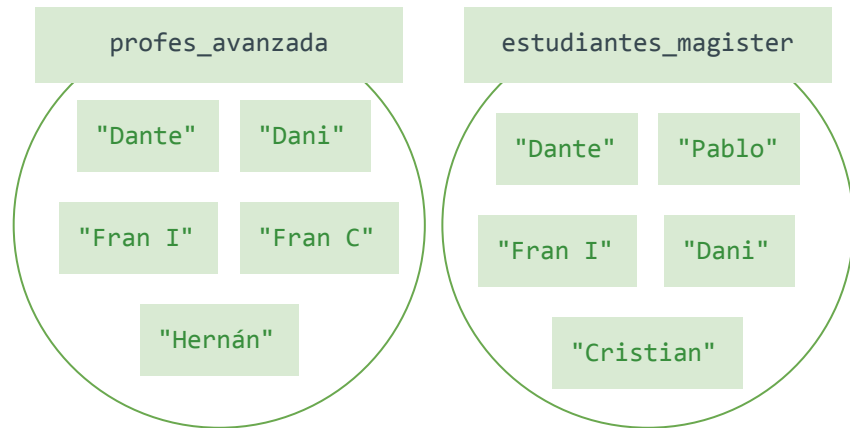 profes_avanzada
"Dante" "Dani"
"Fran I" "Fran C"
"Hernán"
estudiantes_magister
"Dante" "Pablo"
"Fran I" "Dani"
"Cristian"